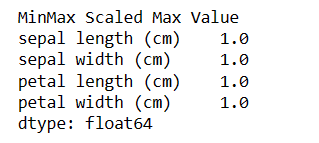 MinMax Scaled Max Value
sepal length (cm)    1.0
sepal width (cm)     1.0
petal length (cm)    1.0
petal width (cm)     1.0
dtype: float64